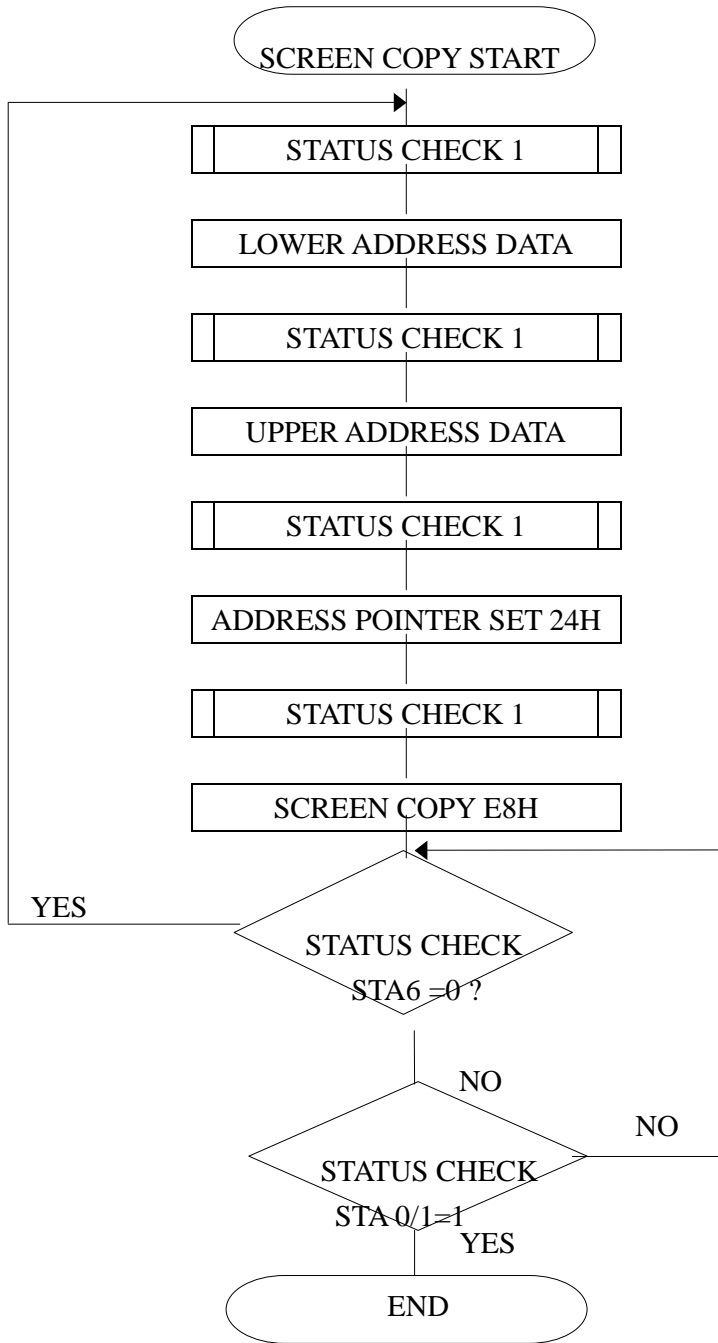 SCREEN COPY START
STATUS CHECK 1
LOWER ADDRESS DATA
STATUS CHECK 1
UPPER ADDRESS DATA
STATUS CHECK 1
ADDRESS POINTER SET 24H
STATUS CHECK 1
SCREEN COPY E8H
YES
STATUS CHECK
STA6 =0 ?
NO
NO
STATUS CHECK
STA 0/1=1
YES
END